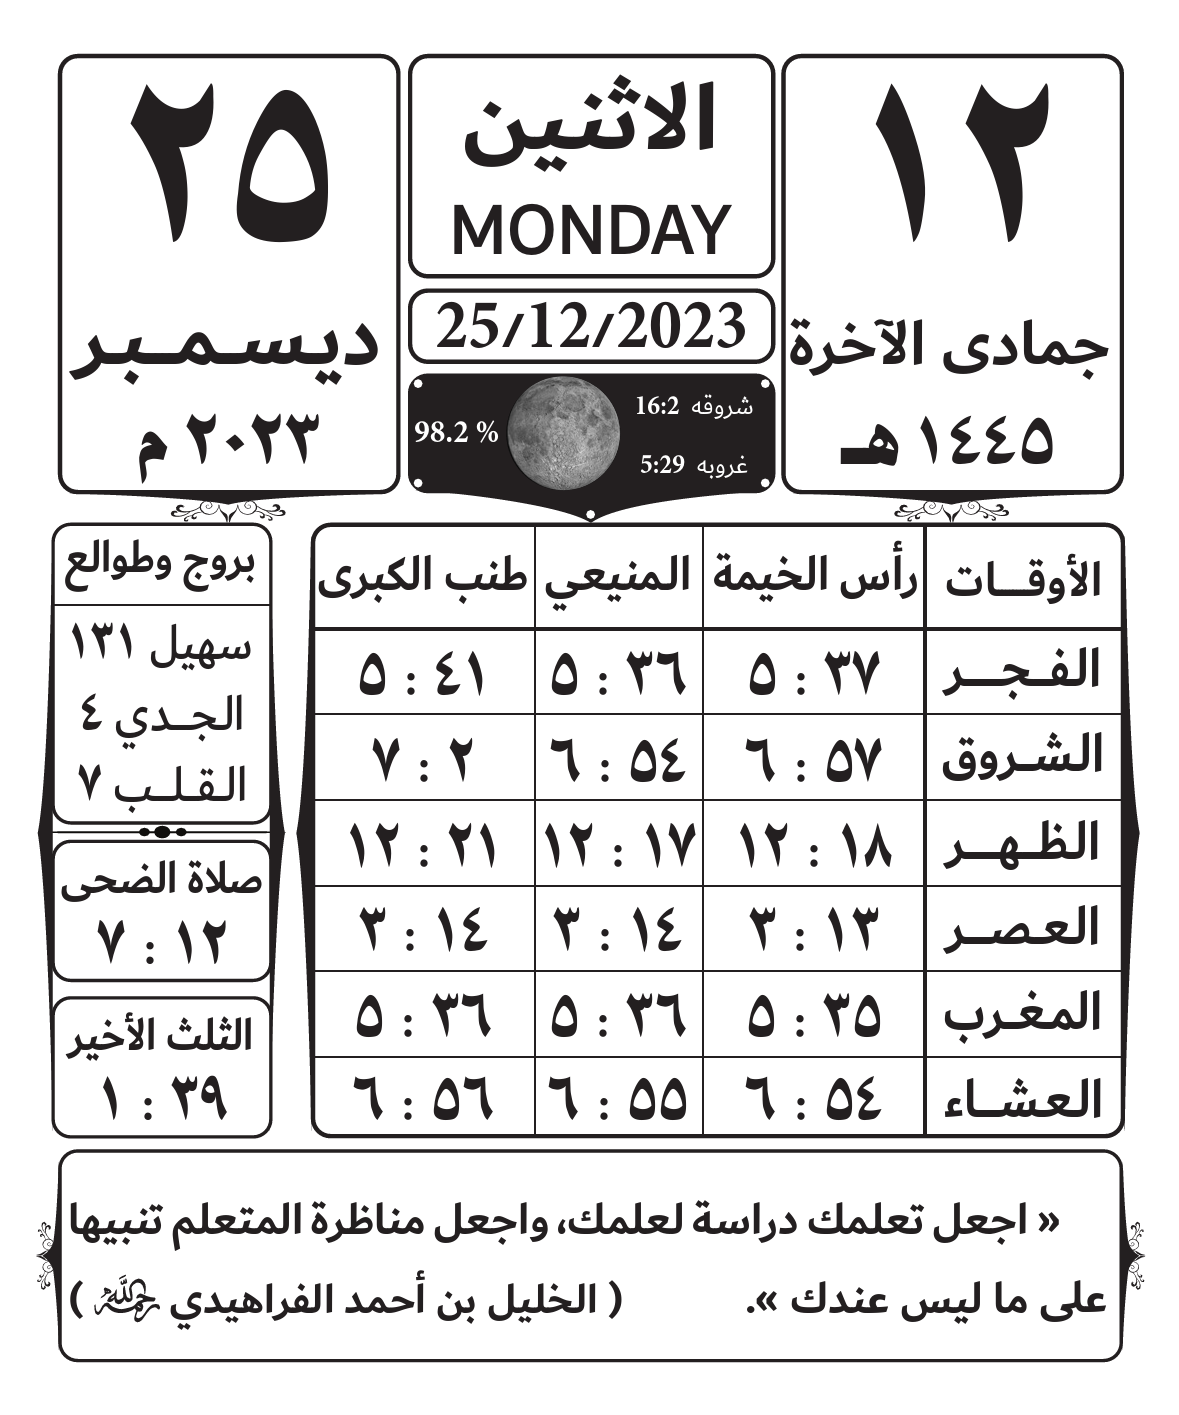 ١٢
جمادى الآخرة
١٤٤٥ هـ
الاثنين
MONDAY
25/12/2023
شروقه 16:2
غروبه 5:29
98.2 %
٢٥
ديسمبر
٢٠٢٣ م
الأوقات رأس الخيمة المنيعي طنب الكبرى
الفجر ٥ : ٣٧ ٥ : ٣٦ ٥ : ٤١
الشروق ٦ : ٥٧ ٦ : ٥٤ ٧ : ٢
الظهر ١٢ : ١٨ ١٢ : ١٧ ١٢ : ٢١
العصر ٣ : ١٣ ٣ : ١٤ ٣ : ١٤
المغرب ٥ : ٣٥ ٥ : ٣٦ ٥ : ٣٦
العشاء ٦ : ٥٤ ٦ : ٥٥ ٦ : ٥٦
بروج وطوالع
سهيل ١٣١
الجدي ٤
القلب ٧
صلاة الضحى
٧ : ١٢
الثلث الأخير
١ : ٣٩
« اجعل تعلمك دراسة لعلمك، واجعل مناظرة المتعلم تنبيها
على ما ليس عندك ». ( الخليل بن أحمد الفراهيدي رحمه الله )